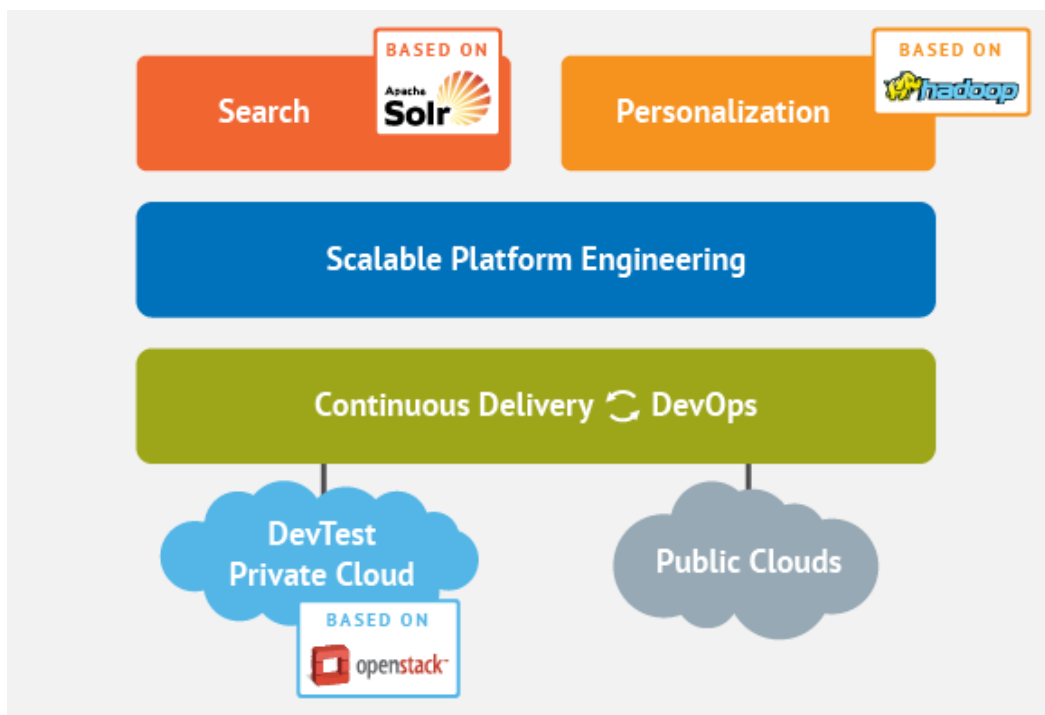 BASED ON
Apache
Solr
Search
BASED ON
hadoop
Personalization
Scalable Platform Engineering
Continuous Delivery DevOps
DevTest
Private Cloud
BASED ON
openstack™
Public Clouds